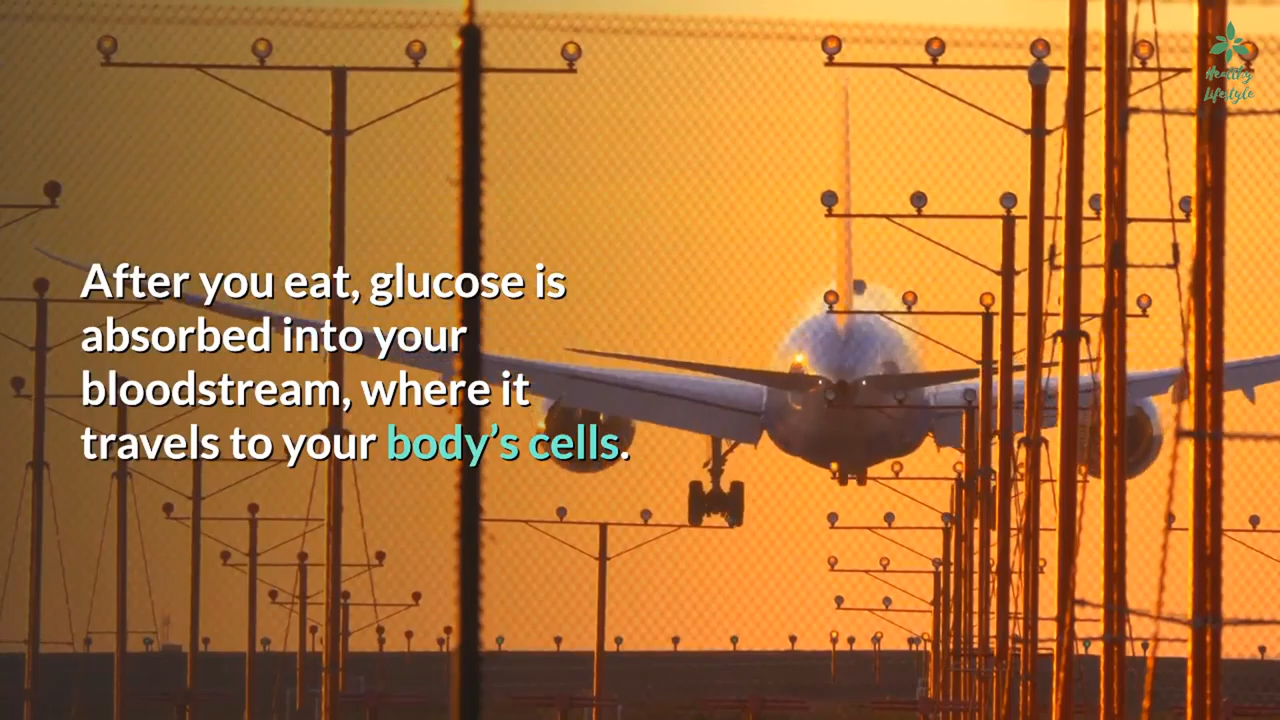 Healthy
Lifestyle
After you eat, glucose is
absorbed into your
bloodstream, where it
travels to your body’s cells.